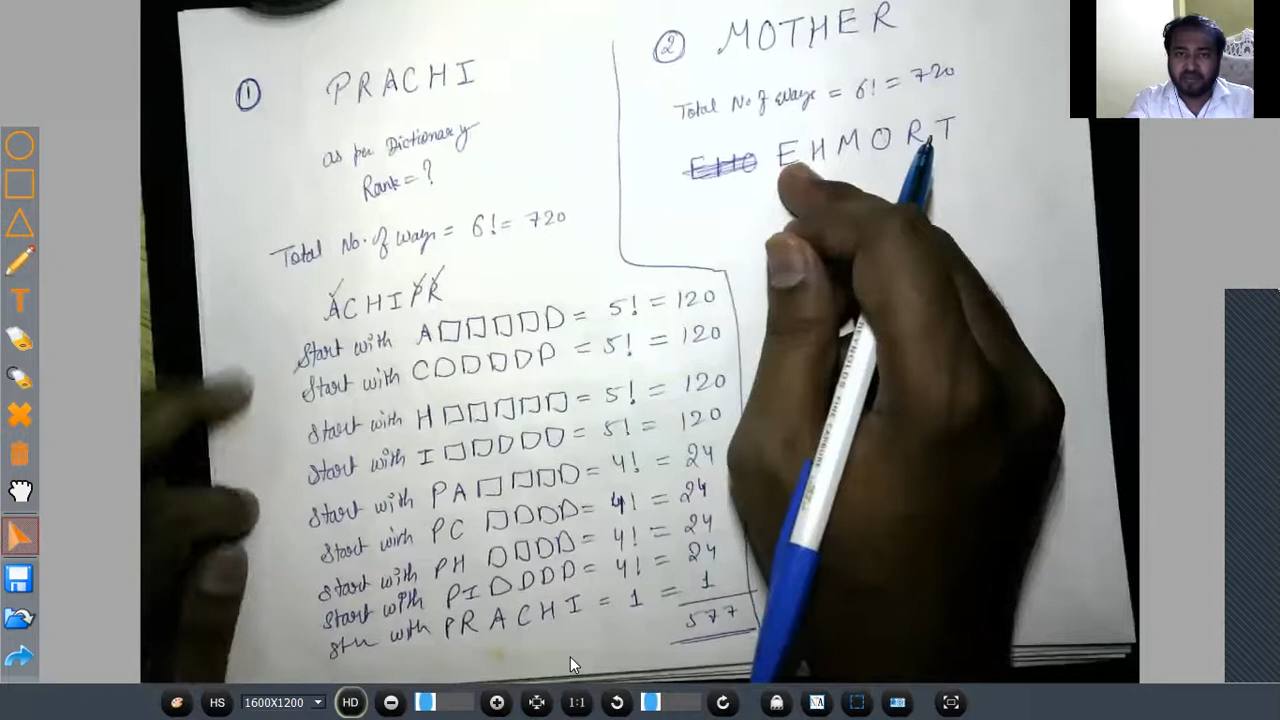 1
PRACHI
as per Dictionary
Rank = ?
Total No. of ways = 6! = 720
ACHIPR
Start with A□□□□□ = 5! = 120
Start with C□□□□□ = 5! = 120
Start with H□□□□□ = 5! = 120
Start with I□□□□□ = 5! = 120
Start with PA□□□□ = 4! = 24
Start with PC□□□□ = 4! = 24
Start with PH□□□□ = 4! = 24
Start with PI□□□□ = 4! = 24
with PRACHI = 1 = 1
577
2
MOTHER
Total No of ways = 6! = 720
EHMORT
REYNOLDS FINE CARBURE
T
HS
1600X1200
HD
1:1
A